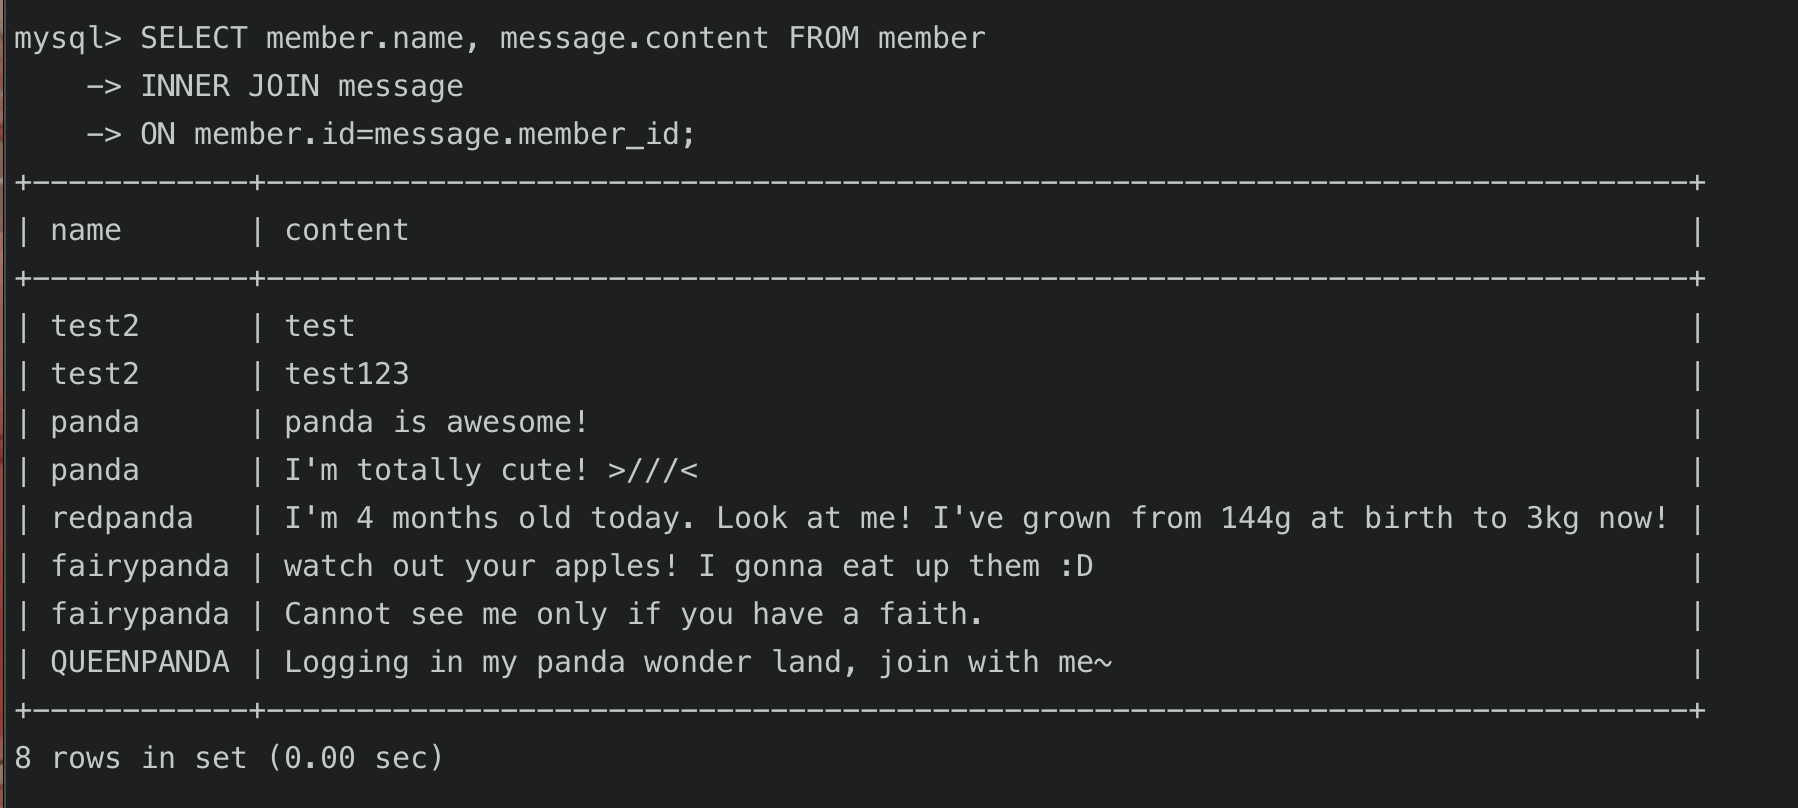 mysql> SELECT member.name, message.content FROM member
    -> INNER JOIN message
    -> ON member.id=message.member_id;
+------------+-------------------------------------------------------------------------------+
| name       | content                                                                       |
+------------+-------------------------------------------------------------------------------+
| test2      | test                                                                          |
| test2      | test123                                                                       |
| panda      | panda is awesome!                                                             |
| panda      | I'm totally cute! >///<                                                       |
| redpanda   | I'm 4 months old today. Look at me! I've grown from 144g at birth to 3kg now! |
| fairypanda | watch out your apples! I gonna eat up them :D                                 |
| fairypanda | Cannot see me only if you have a faith.                                       |
| QUEENPANDA | Logging in my panda wonder land, join with me~                                |
+------------+-------------------------------------------------------------------------------+
8 rows in set (0.00 sec)